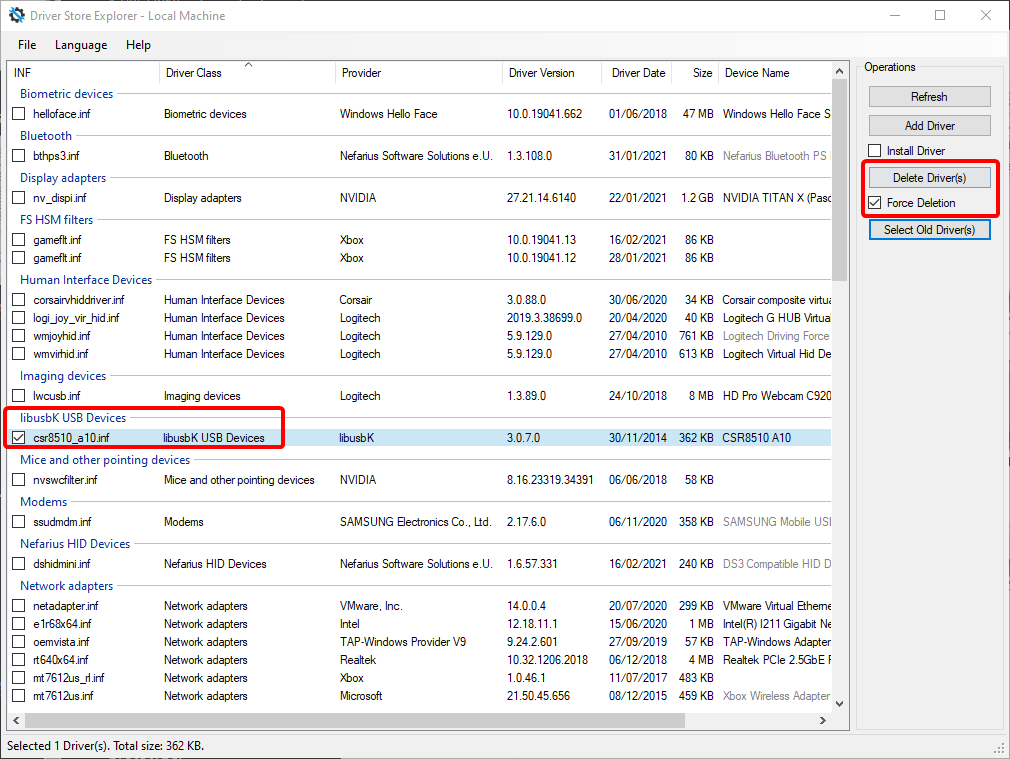 Driver Store Explorer - Local Machine
File Language Help
INF Driver Class Provider Driver Version Driver Date Size Device Name
Biometric devices
helloface.inf Biometric devices Windows Hello Face 10.0.19041.662 01/06/2018 47 MB Windows Hello Face S
Bluetooth
bthps3.inf Bluetooth Nefarius Software Solutions e.U. 1.3.108.0 31/01/2021 80 KB Nefarius Bluetooth PS
Display adapters
nv_dispi.inf Display adapters NVIDIA 27.21.14.6140 22/01/2021 1.2 GB NVIDIA TITAN X (Pasc
FS HSM filters
gameflt.inf FS HSM filters Xbox 10.0.19041.13 16/02/2021 86 KB
gameflt.inf FS HSM filters Xbox 10.0.19041.12 28/01/2021 86 KB
Human Interface Devices
corsairvhiddriver.inf Human Interface Devices Corsair 3.0.88.0 30/06/2020 34 KB Corsair composite virtua
logi_joy_vir_hid.inf Human Interface Devices Logitech 2019.3.38699.0 20/04/2020 40 KB Logitech G HUB Virtua
wmjoyhid.inf Human Interface Devices Logitech 5.9.129.0 27/04/2010 761 KB Logitech Driving Force
wmvirhid.inf Human Interface Devices Logitech 5.9.129.0 27/04/2010 613 KB Logitech Virtual Hid De
Imaging devices
lwcusb.inf Imaging devices Logitech 1.3.89.0 24/10/2018 8 MB HD Pro Webcam C920
libusbK USB Devices
csr8510_a10.inf libusbK USB Devices libusbK 3.0.7.0 30/11/2014 362 KB CSR8510 A10
Mice and other pointing devices
nvswcfilter.inf Mice and other pointing devices NVIDIA 8.16.23319.34391 06/06/2018 58 KB
Modems
ssudmdm.inf Modems SAMSUNG Electronics Co., Ltd. 2.17.6.0 06/11/2020 358 KB SAMSUNG Mobile USI
Nefarius HID Devices
dshidmini.inf Nefarius HID Devices Nefarius Software Solutions e.U. 1.6.57.331 16/02/2021 240 KB DS3 Compatible HID D
Network adapters
netadapter.inf Network adapters VMware, Inc. 14.0.0.4 20/07/2020 299 KB VMware Virtual Etherne
e1r68x64.inf Network adapters Intel 12.18.11.1 15/06/2020 1 MB Intel(R) I211 Gigabit Ne
oemvista.inf Network adapters TAP-Windows Provider V9 9.24.2.601 27/09/2019 57 KB TAP-Windows Adapter
rt640x64.inf Network adapters Realtek 10.32.1206.2018 06/12/2018 4 MB Realtek PCIe 2.5GbE F
mt7612us_rl.inf Network adapters Xbox 1.0.46.1 11/07/2017 483 KB
mt7612us.inf Network adapters Microsoft 21.50.45.656 08/12/2015 459 KB Xbox Wireless Adapter
Operations
Refresh
Add Driver
Install Driver
Delete Driver(s)
Force Deletion
Select Old Driver(s)
Selected 1 Driver(s). Total size: 362 KB.